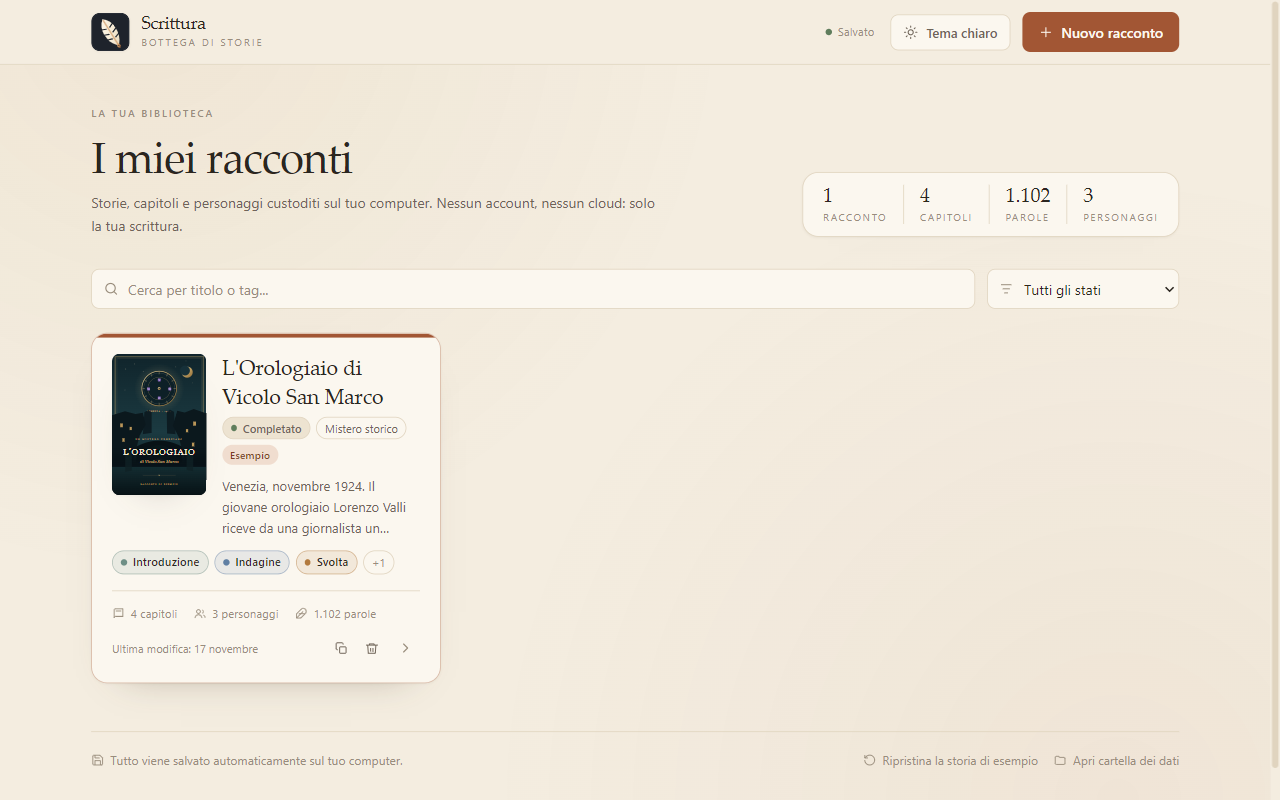 Scrittura
BOTTEGA DI STORIE
Salvato
Tema chiaro
Nuovo racconto
LA TUA BIBLIOTECA
I miei racconti
Storie, capitoli e personaggi custoditi sul tuo computer. Nessun account, nessun cloud: solo
la tua scrittura.
1
RACCONTO
4
CAPITOLI
1.102
PAROLE
3
PERSONAGGI
Cerca per titolo o tag...
Tutti gli stati
L'OROLOGIAIO
di Vicolo San Marco
L'Orologiaio di
Vicolo San Marco
Completato
Mistero storico
Esempio
Venezia, novembre 1924. Il
giovane orologiaio Lorenzo Valli
riceve da una giornalista un...
Introduzione
Indagine
Svolta
+1
4 capitoli
3 personaggi
1.102 parole
Ultima modifica: 17 novembre
Tutto viene salvato automaticamente sul tuo computer.
Ripristina la storia di esempio
Apri cartella dei dati